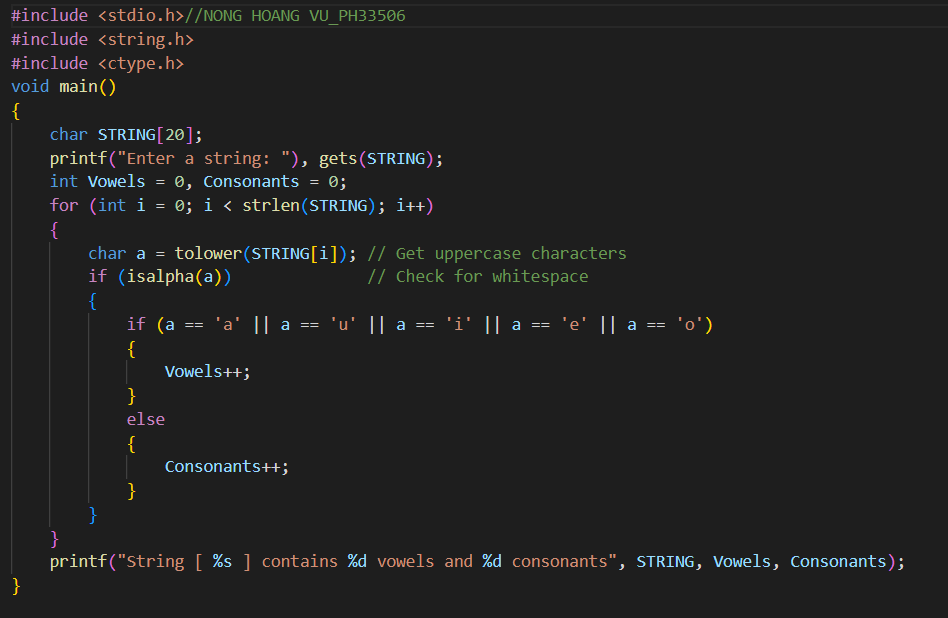 #include <stdio.h>//NONG HOANG VU_PH33506
#include <string.h>
#include <ctype.h>
void main()
{
    char STRING[20];
    printf("Enter a string: "), gets(STRING);
    int Vowels = 0, Consonants = 0;
    for (int i = 0; i < strlen(STRING); i++)
    {
        char a = tolower(STRING[i]); // Get uppercase characters
        if (isalpha(a))              // Check for whitespace
        {
            if (a == 'a' || a == 'u' || a == 'i' || a == 'e' || a == 'o')
            {
                Vowels++;
            }
            else
            {
                Consonants++;
            }
        }
    }
    printf("String [ %s ] contains %d vowels and %d consonants", STRING, Vowels, Consonants);
}